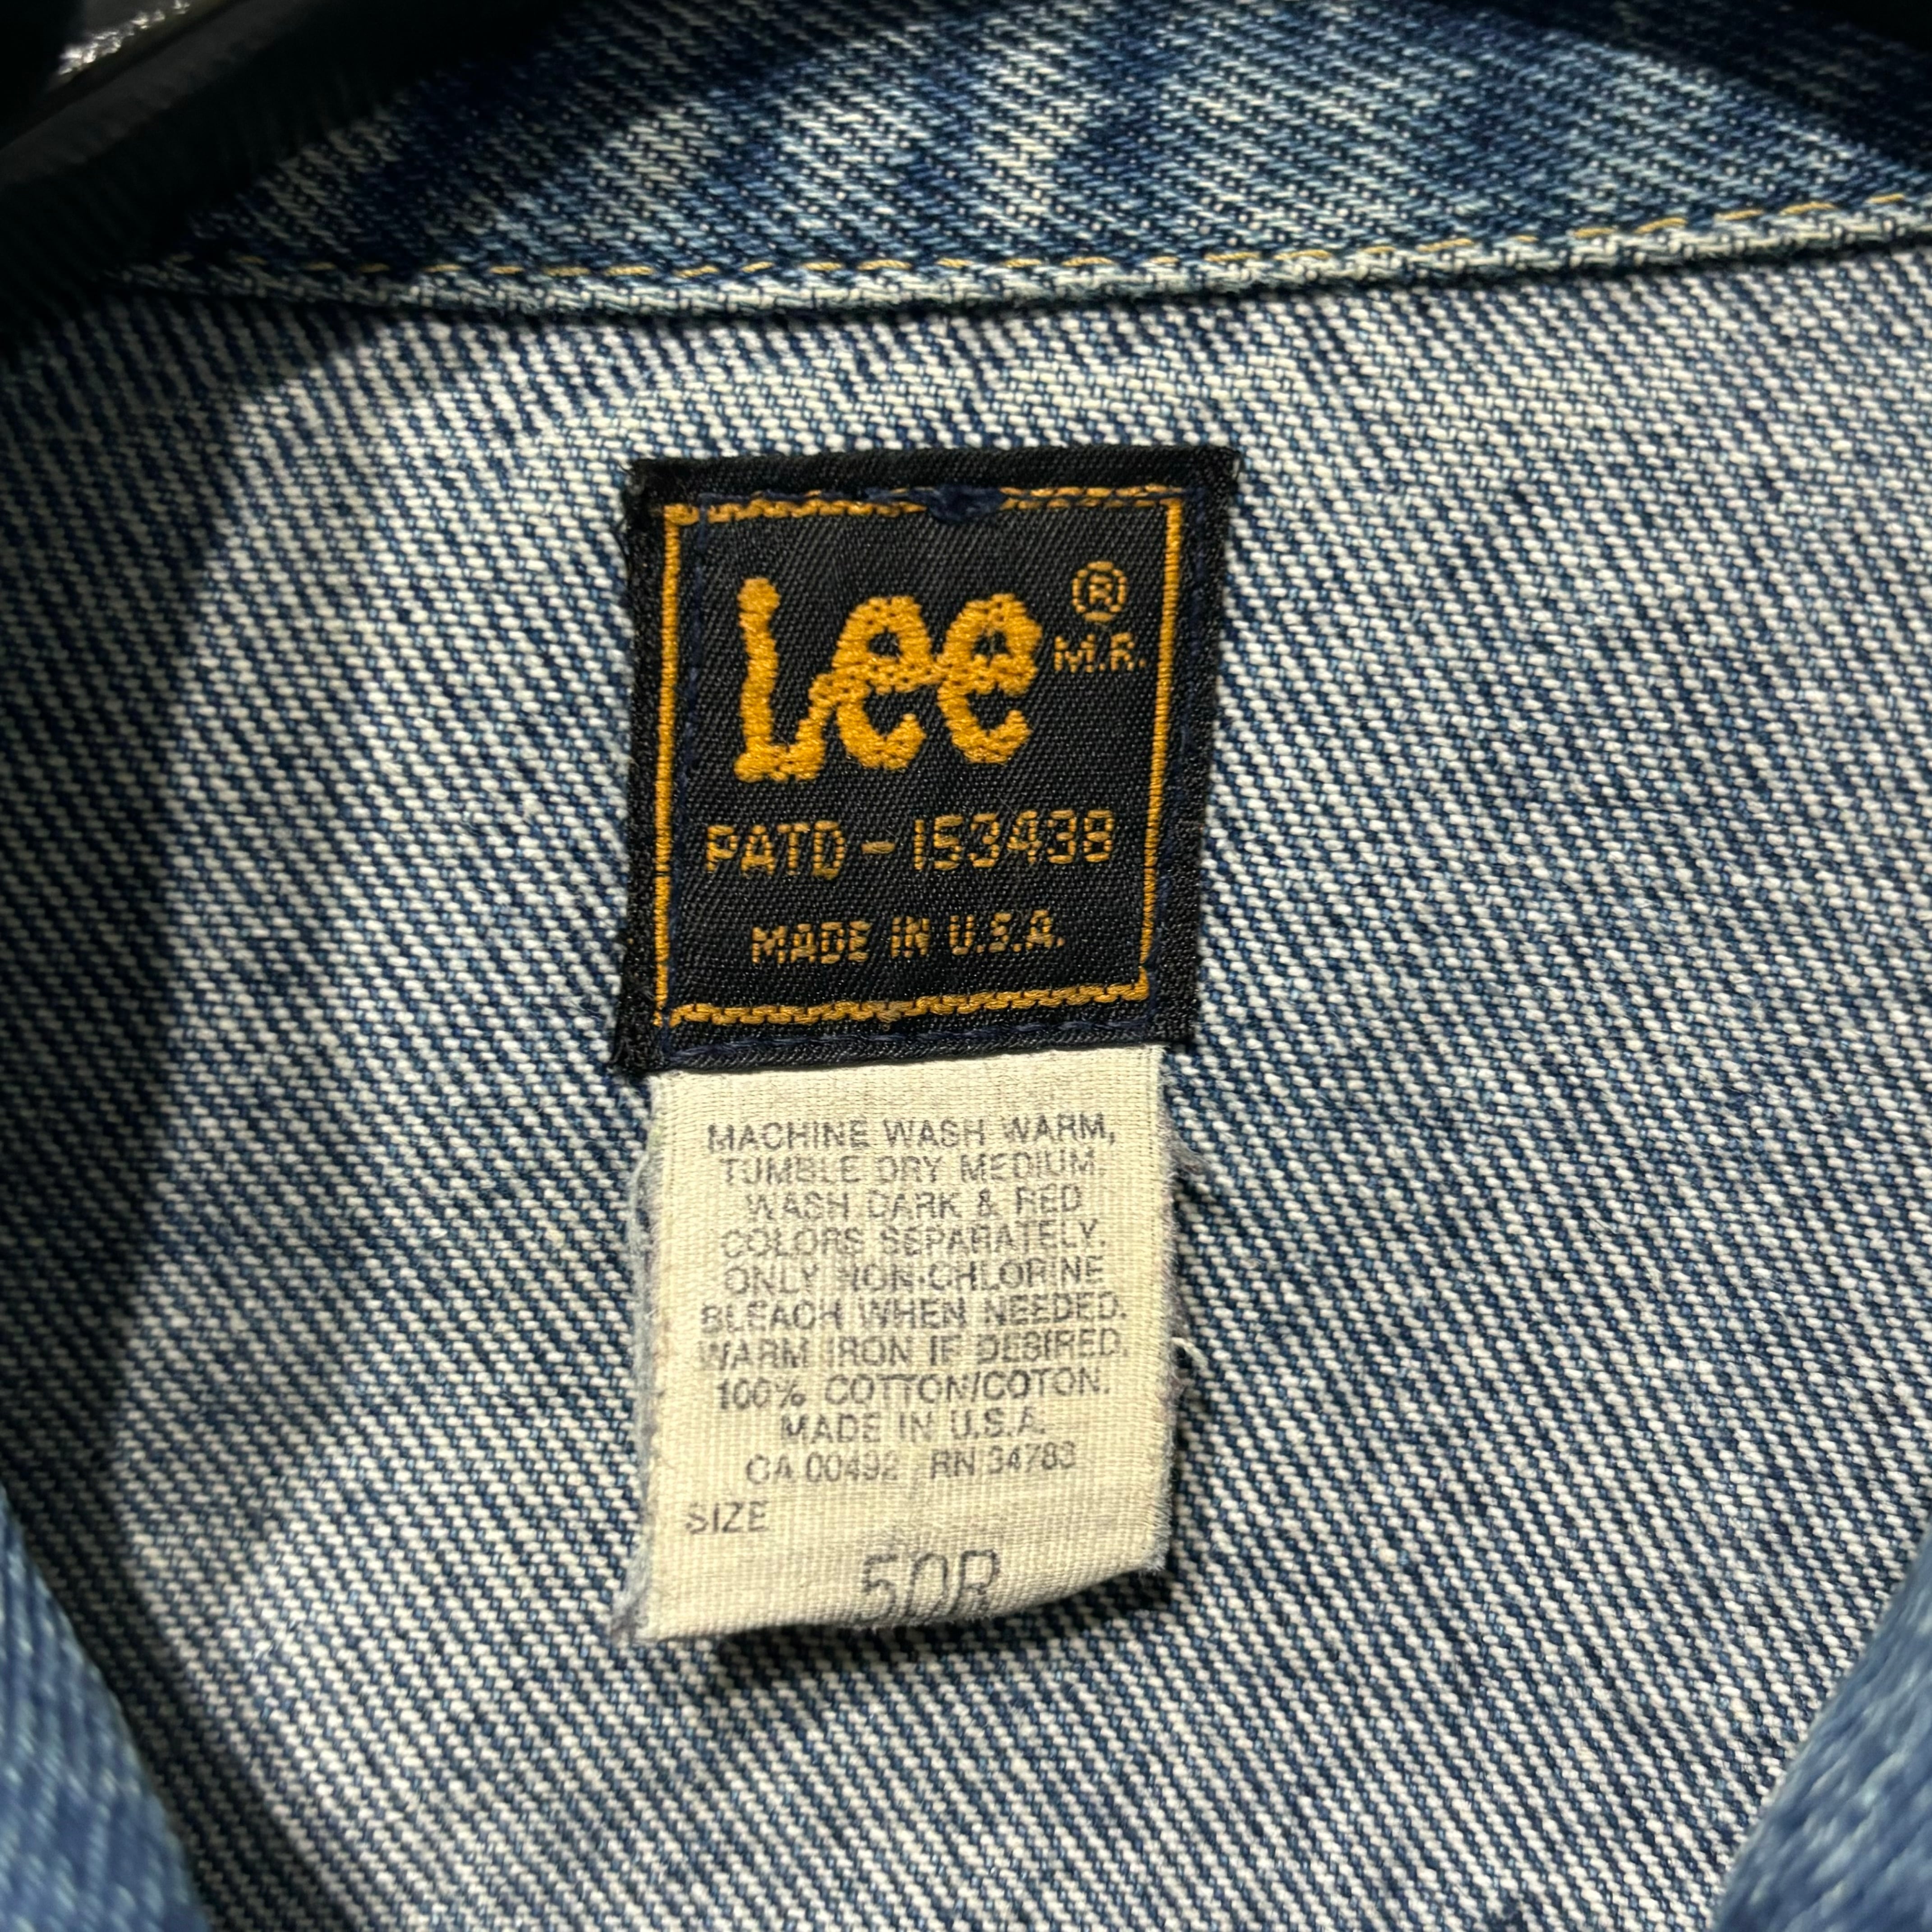 Lee ®
M.R.
PATD-153438
MADE IN U.S.A.
MACHINE WASH WARM,
TUMBLE DRY MEDIUM.
WASH DARK & RED
COLORS SEPARATELY.
ONLY NON-CHLORINE
BLEACH WHEN NEEDED.
WARM IRON IF DESIRED.
100% COTTON/COTON.
MADE IN U.S.A.
CA 00492 RN 34783
SIZE
50R